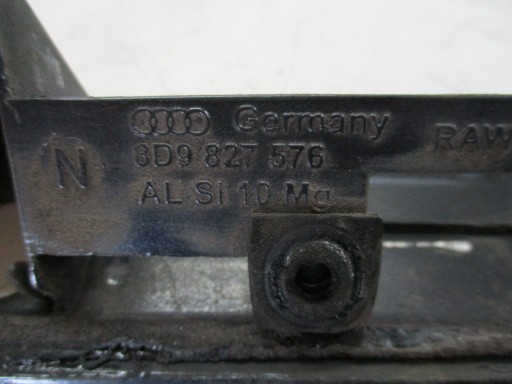 Germany
RAW
N
8D9 827 576
AL SI 10 Mg